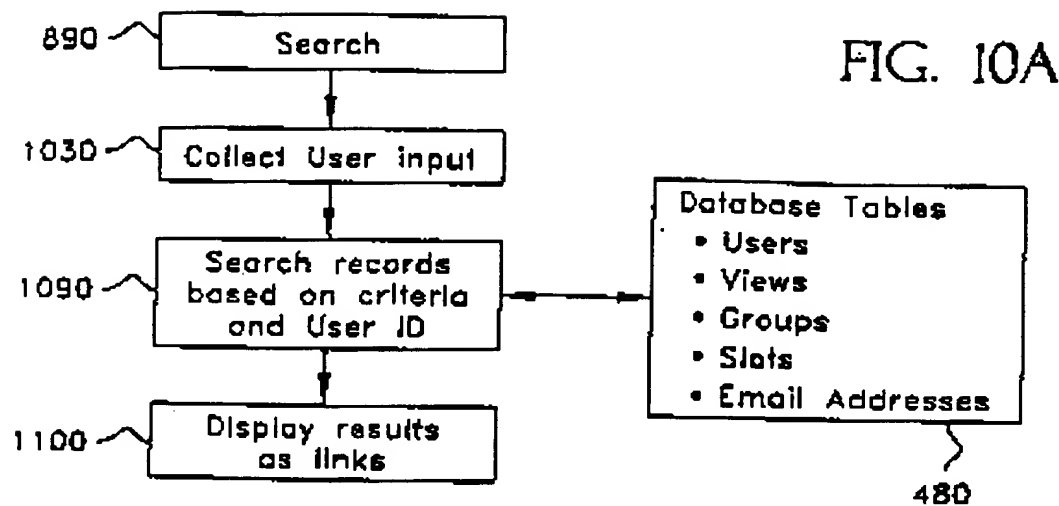 FIG. 10A
890
Search
1030
Collect User input
1090
Search records
based on criteria
and User ID
Database Tables
• Users
• Views
• Groups
• Slots
• Email Addresses
480
1100
Display results
as links